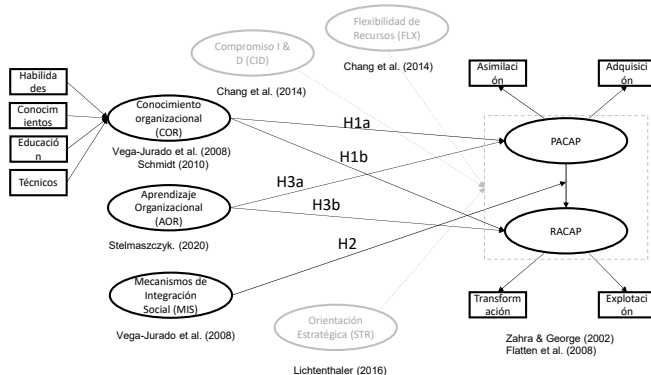 Flexibilidad de
Recursos (FLX)
Chang et al. (2014)
Compromiso I &
D (CID)
Chang et al. (2014)
Habilida
des
Conocim
ientos
Educació
n
Técnicos
Conocimiento
organizacional
(COR)
Vega-Jurado et al. (2008)
Schmidt (2010)
Aprendizaje
Organizacional
(AOR)
Stelmaszczyk. (2020)
Mecanismos de
Integración
Social (MIS)
Vega-Jurado et al. (2008)
H1a
H1b
H3a
H3b
H2
Orientación
Estratégica (STR)
Lichtenthaler (2016)
Asimilac
ión
Adquisici
ón
PACAP
RACAP
Transform
ación
Explotaci
ón
Zahra & George (2002)
Flatten et al. (2008)